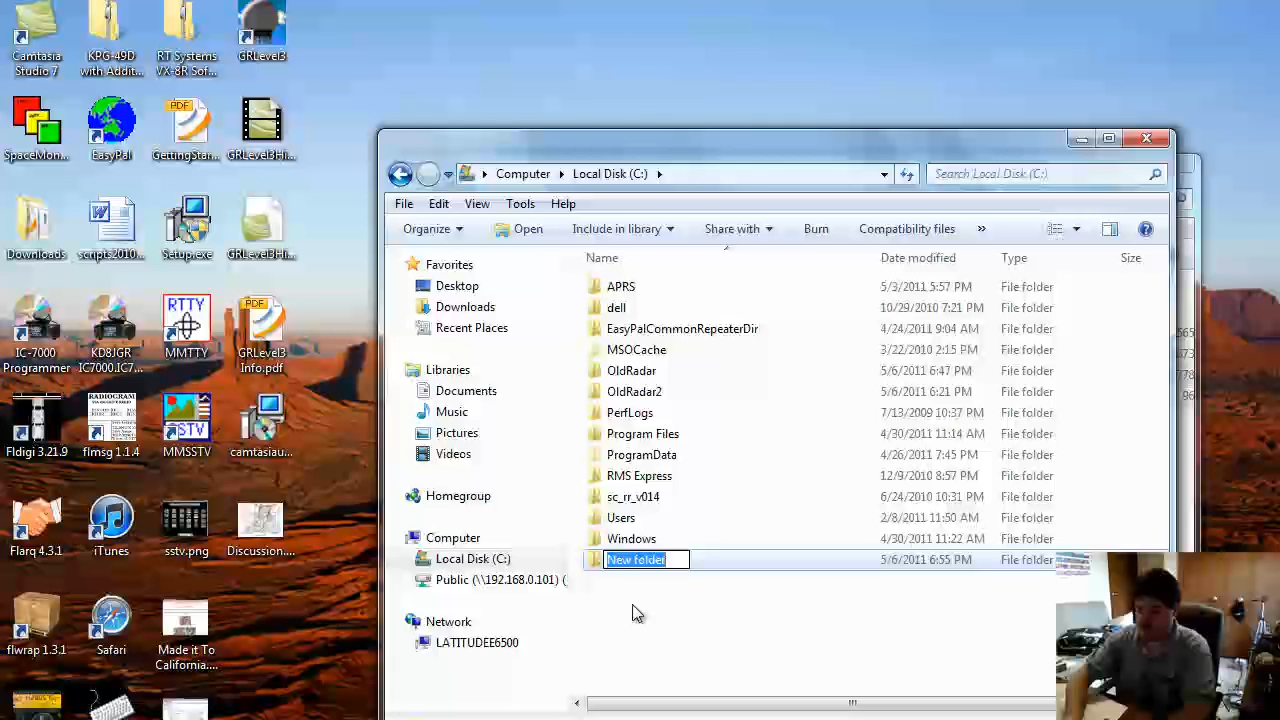 Camtasia Studio 7
KPG-49D with Addit...
RT Systems VX-8R Sof...
GRLevel3
SpaceMon...
EasyPal
PDF
GettingStar...
GRLevel3Hi...
Downloads
scripts2010...
Setup.exe
GRLevel3Hi...
IC-7000 Programmer
KD8JGR IC7000.IC7...
RTTY
MMTTY
PDF
GRLevel3 Info.pdf
Fldigi 3.21.9
RADIOGRAM
flmsg 1.1.4
SSTV
MMSSTV
camtasiau...
Flarq 4.3.1
iTunes
sstv.png
Discussion....
flwrap 1.3.1
Safari
Made it To California....
Computer Local Disk (C:)
Search Local Disk (C:)
File Edit View Tools Help
Organize Open Include in library Share with Burn Compatibility files »
Favorites
Desktop
Downloads
Recent Places
Libraries
Documents
Music
Pictures
Videos
Homegroup
Computer
Local Disk (C:)
Public (\\192.168.0.101) (
Network
LATITUDEE6500
Name Date modified Type Size
APRS 5/3/2011 5:57 PM File folder
dell 10/29/2010 7:21 PM File folder
EasyPalCommonRepeaterDir 4/24/2011 9:04 AM File folder
MSOCache 3/22/2010 2:15 PM File folder
OldRadar 5/6/2011 6:47 PM File folder
OldRadar2 5/6/2011 6:21 PM File folder
PerfLogs 7/13/2009 10:37 PM File folder
Program Files 4/30/2011 11:14 AM File folder
ProgramData 4/26/2011 7:45 PM File folder
RMS Express 12/9/2010 8:57 PM File folder
sc_rr_v014 6/24/2010 10:31 PM File folder
Users 2/8/2011 11:50 AM File folder
Windows 4/30/2011 11:22 AM File folder
New folder 5/6/2011 6:55 PM File folder